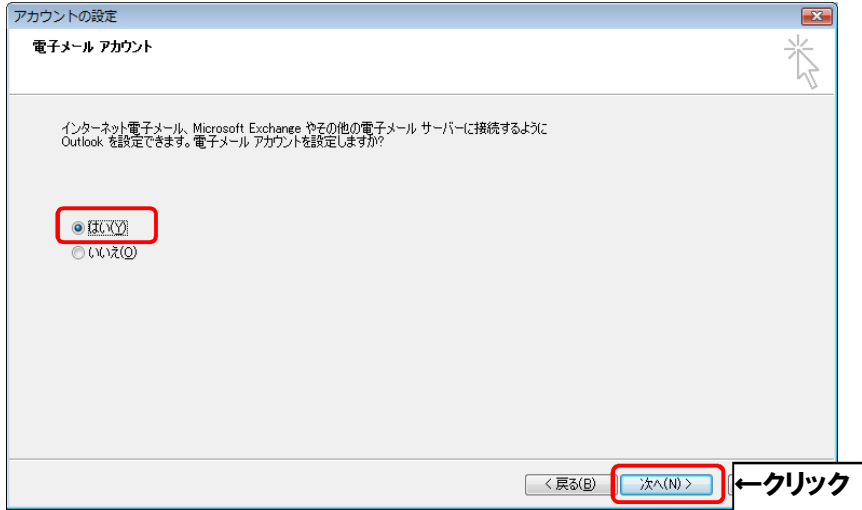 アカウントの設定
電子メール アカウント
インターネット電子メール、Microsoft Exchange やその他の電子メール サーバーに接続するように
Outlook を設定できます。電子メール アカウントを設定しますか?
はい(Y)
いいえ(O)
< 戻る(B)
次へ(N) >
←クリック